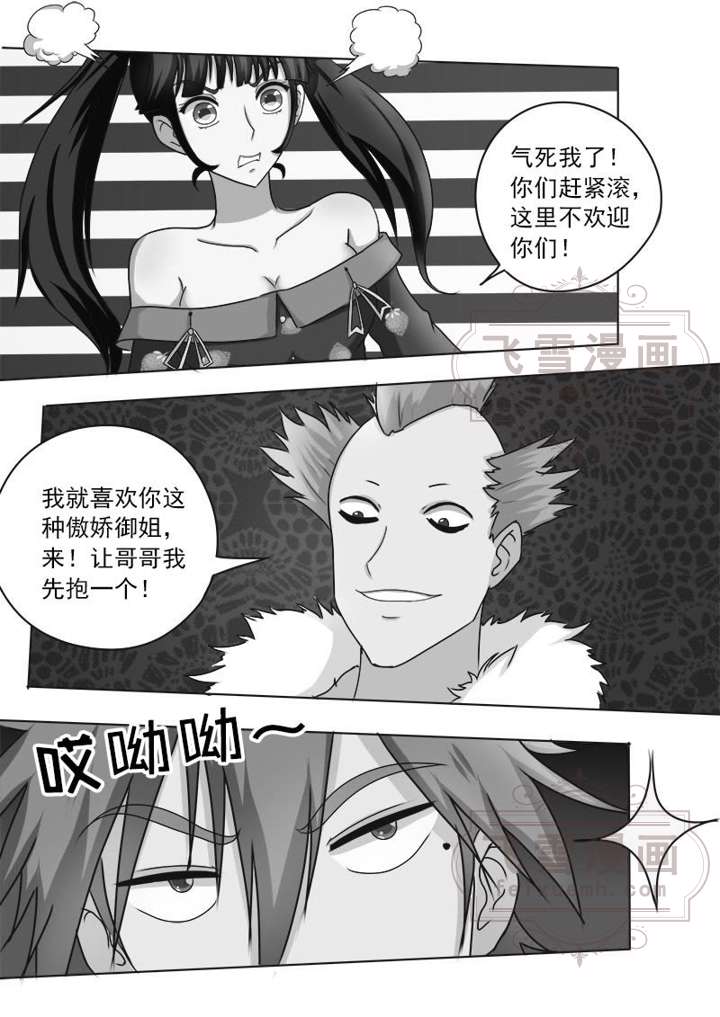 气死我了！
你们赶紧滚，
这里不欢迎
你们！
飞雪漫画
我就喜欢你这
种傲娇御姐，
来！让哥哥我
先抱一个！
哎呦呦～
飞雪漫画
feixuemh.com